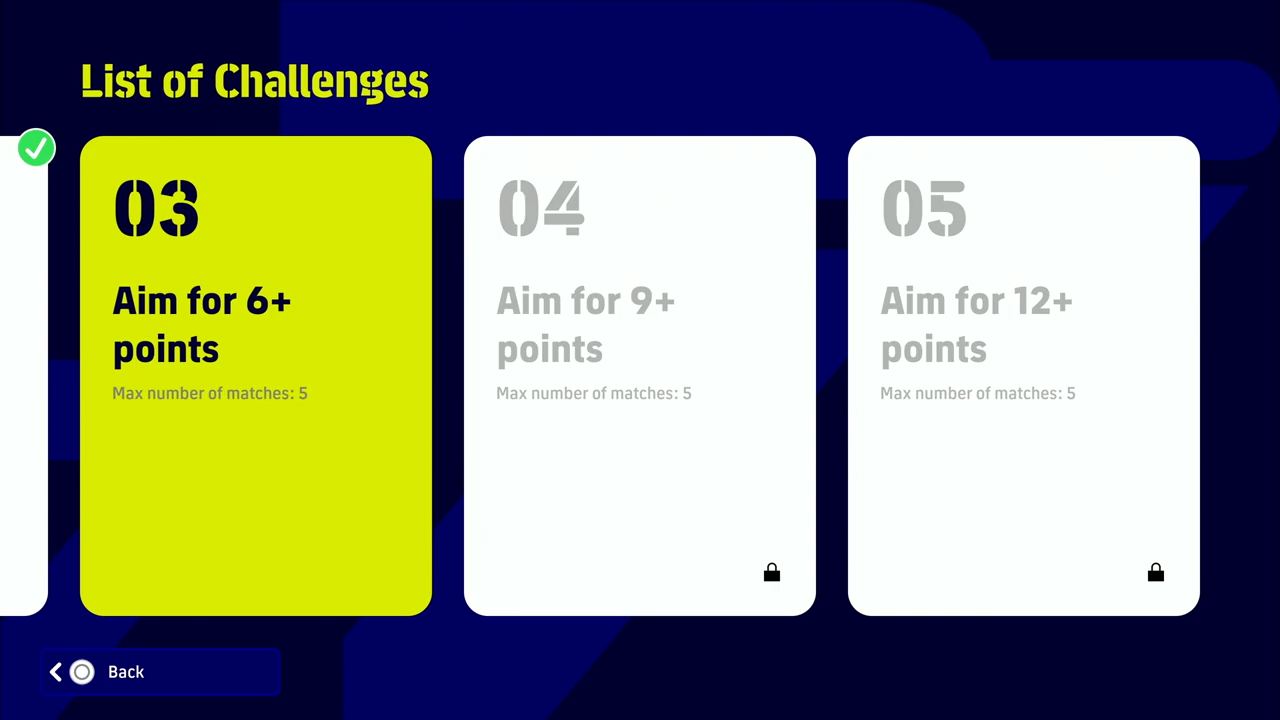 List of Challenges
03
Aim for 6+
points
Max number of matches: 5
04
Aim for 9+
points
Max number of matches: 5
05
Aim for 12+
points
Max number of matches: 5
Back